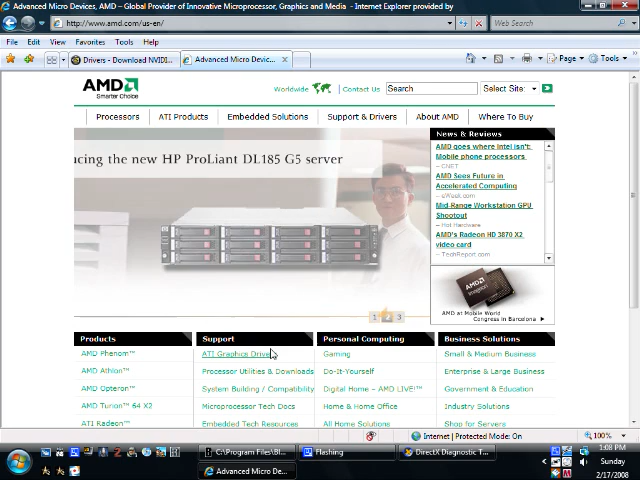 Advanced Micro Devices, AMD – Global Provider of Innovative Microprocessor, Graphics and Media - Internet Explorer provided by
http://www.amd.com/us-en/
Web Search
File Edit View Favorites Tools Help
Drivers - Download NVIDI...
Advanced Micro Devic...
Page
Tools
AMD
Smarter Choice
Worldwide
Contact Us
Search
Select Site:
Processors
ATI Products
Embedded Solutions
Support & Drivers
About AMD
Where To Buy
ucing the new HP ProLiant DL185 G5 server
1 2 3
News & Reviews
AMD goes where Intel isn't:
Mobile phone processors
– CNET
AMD Sees Future in
Accelerated Computing
– eWeek.com
Mid-Range Workstation GPU
Shootout
– Hot Hardware
AMD's Radeon HD 3870 X2
video card
– TechReport.com
AMD
Imageon
AMD at Mobile World
Congress in Barcelona
Products
AMD Phenom™
AMD Athlon™
AMD Opteron™
AMD Turion™ 64 X2
ATI Radeon™
Support
ATI Graphics Drive
Processor Utilities & Downloads
System Building / Compatibility
Microprocessor Tech Docs
Embedded Tech Resources
Personal Computing
Gaming
Do-It-Yourself
Digital Home – AMD LIVE!™
Home & Home Office
All Home Solutions
Business Solutions
Small & Medium Business
Enterprise & Large Business
Government & Education
Industry Solutions
Shop for Servers
Internet | Protected Mode: On
100%
C:\Program Files\Bl...
Flashing
DirectX Diagnostic T...
Advanced Micro De...
1:08 PM
Sunday
2/17/2008